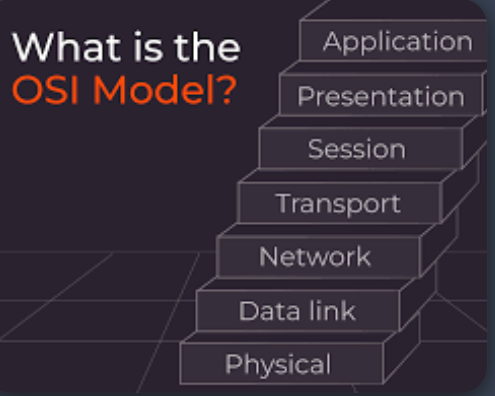 What is the
OSI Model?
Application
Presentation
Session
Transport
Network
Data link
Physical